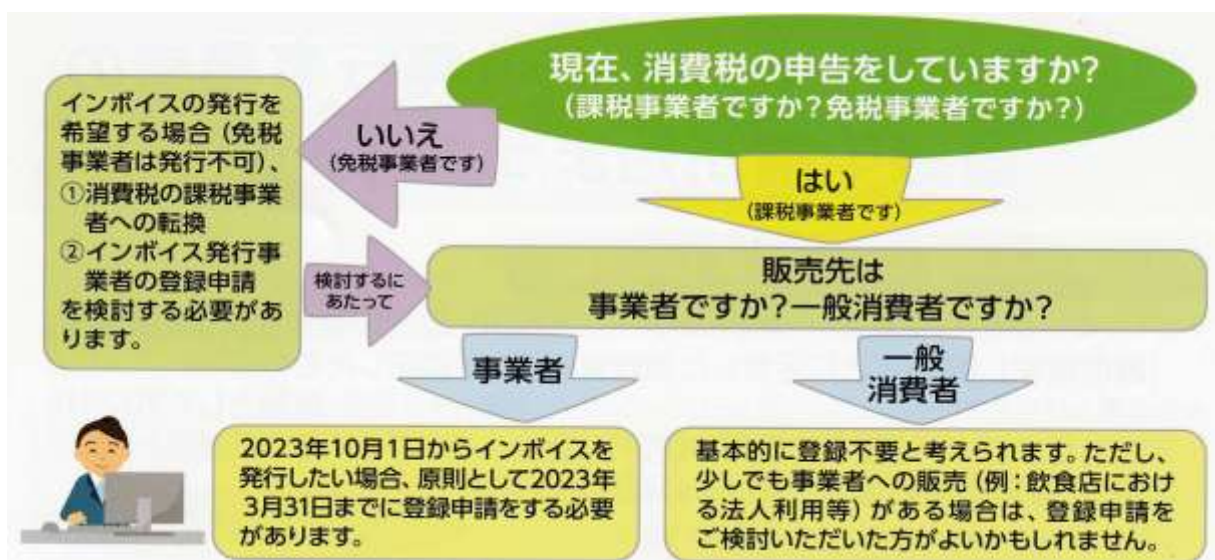 現在、消費税の申告をしていますか?
(課税事業者ですか?免税事業者ですか?)
いいえ
(免税事業者です)
はい
(課税事業者です)
インボイスの発行を
希望する場合(免税
事業者は発行不可)、
①消費税の課税事業
者への転換
②インボイス発行事
業者の登録申請
を検討する必要があ
ります。
検討するに
あたって
販売先は
事業者ですか?一般消費者ですか?
事業者
一般
消費者
2023年10月1日からインボイスを
発行したい場合、原則として2023年
3月31日までに登録申請をする必要
があります。
基本的に登録不要と考えられます。ただし、
少しでも事業者への販売(例:飲食店におけ
る法人利用等)がある場合は、登録申請を
ご検討いただいた方がよいかもしれません。